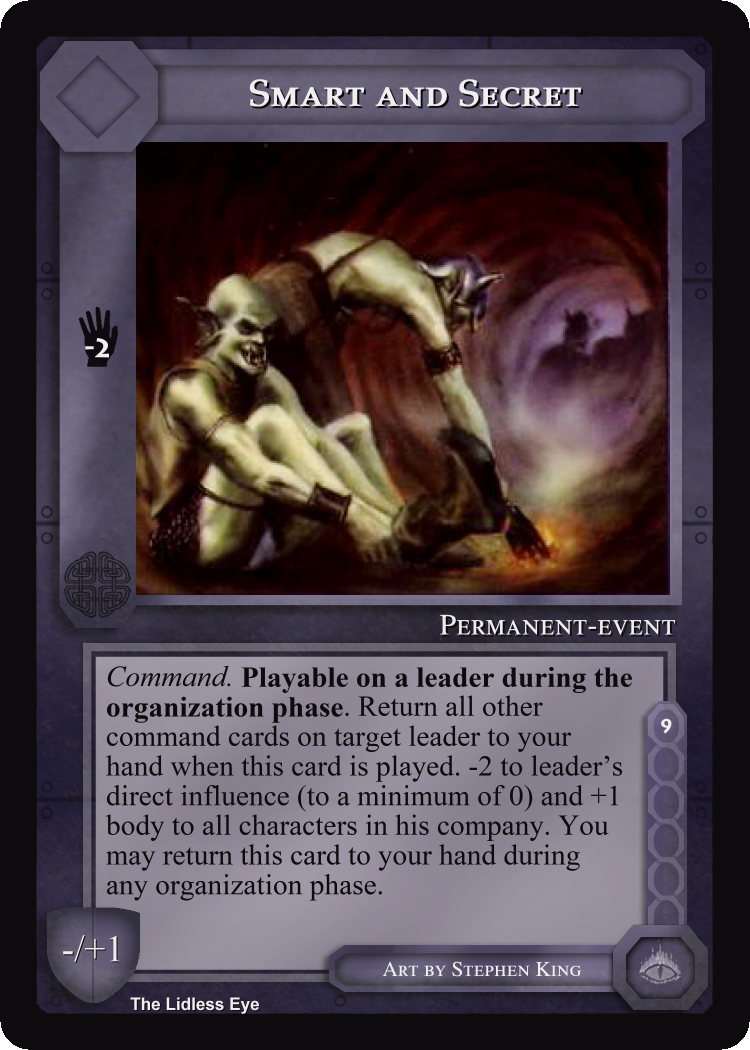 Smart and Secret
-2
Permanent-event
Command. Playable on a leader during the
organization phase. Return all other
command cards on target leader to your
hand when this card is played. -2 to leader's
direct influence (to a minimum of 0) and +1
body to all characters in his company. You
may return this card to your hand during
any organization phase.
9
-/+1
Art by Stephen King
The Lidless Eye